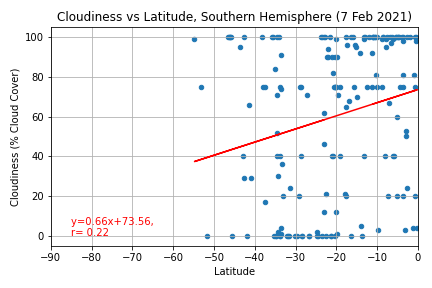 Cloudiness vs Latitude, Southern Hemisphere (7 Feb 2021)
Cloudiness (% Cloud Cover)
100
80
60
40
20
0
y=0.66x+73.56,
r= 0.22
−90 −80 −70 −60 −50 −40 −30 −20 −10 0
Latitude